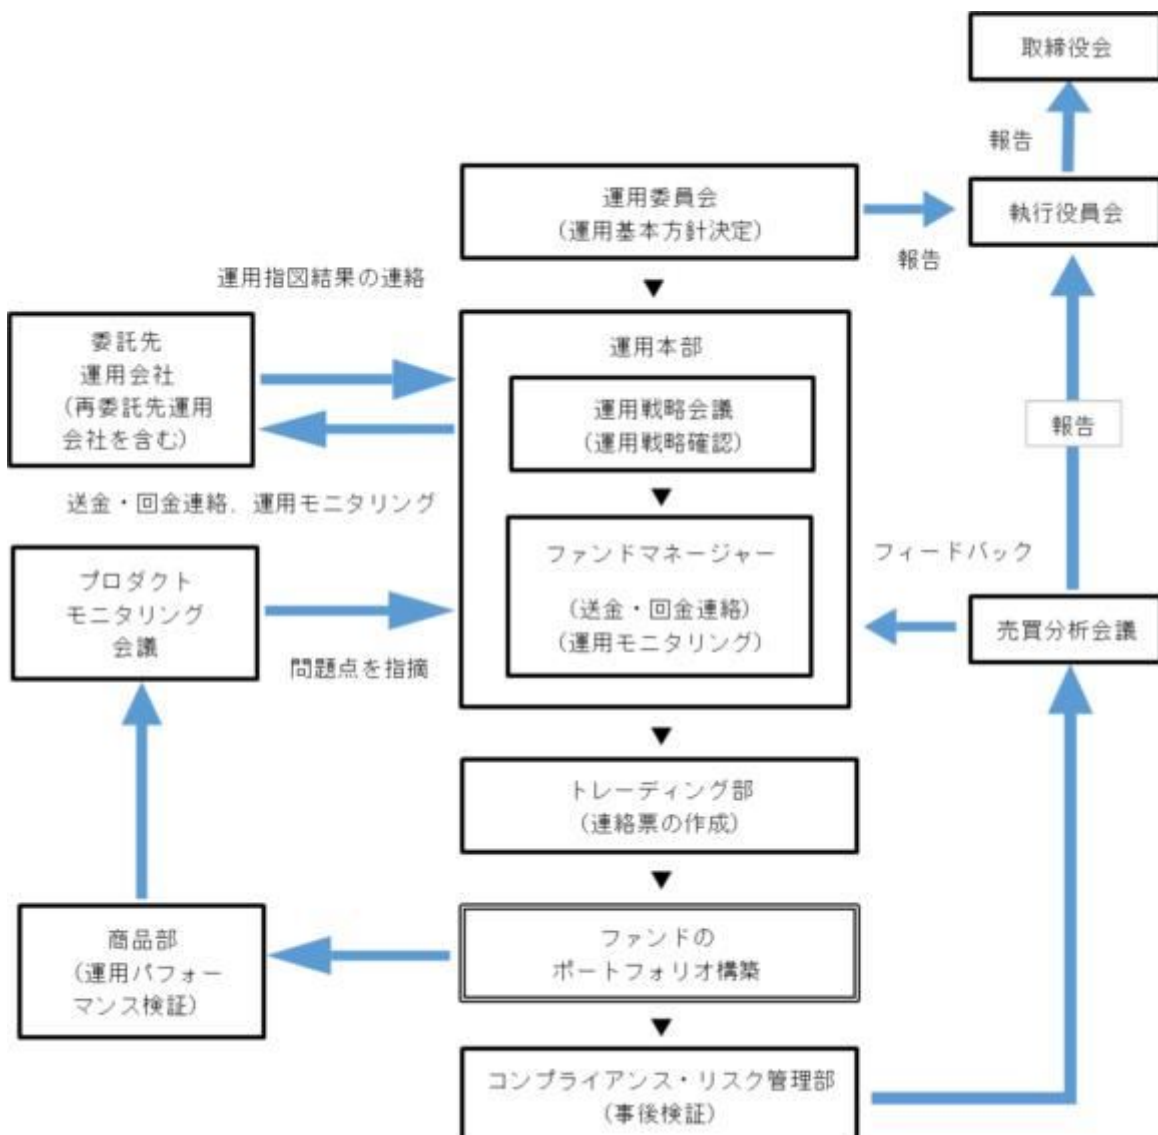 取締役会
報告
運用委員会
(運用基本方針決定)
執行役員会
報告
運用指図結果の連絡
委託先
運用会社
(再委託先運用
会社を含む)
運用本部
運用戦略会議
(運用戦略確認)
報告
送金・回金連絡、運用モニタリング
プロダクト
モニタリング
会議
ファンドマネージャー
(送金・回金連絡)
(運用モニタリング)
フィードバック
売買分析会議
問題点を指摘
トレーディング部
(連絡票の作成)
商品部
(運用パフォー
マンス検証)
ファンドの
ポートフォリオ構築
コンプライアンス・リスク管理部
(事後検証)